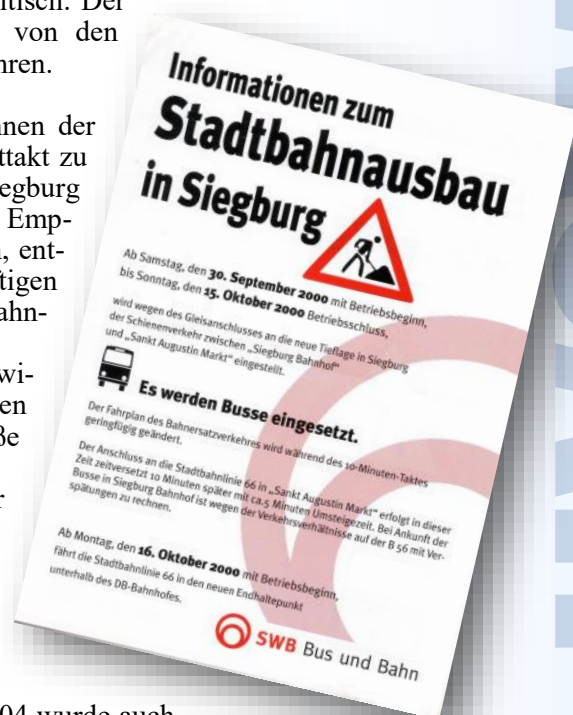 litisch. Der
von den
hren.
nnen der
ttakt zu
iegburg
Emp-
, ent-
tigen
ahn-
wi-
en
ße
r
04 wurde auch
Informationen zum
Stadtbahnausbau
in Siegburg
Ab Samstag, den 30. September 2000 mit Betriebsbeginn,
bis Sonntag, den 15. Oktober 2000 Betriebsschluss,
wird wegen des Gleisanschlusses an die neue Tieflage in Siegburg
der Schienenverkehr zwischen „Siegburg Bahnhof“
und „Sankt Augustin Markt“ eingestellt.
Es werden Busse eingesetzt.
Der Fahrplan des Bahnersatzverkehres wird während des 10-Minuten-Taktes
geringfügig geändert.
Der Anschluss an die Stadtbahnlinie 66 in „Sankt Augustin Markt“ erfolgt in dieser
Zeit zeitversetzt 10 Minuten später mit ca.5 Minuten Umsteigezeit. Bei Ankunft der
Busse in Siegburg Bahnhof ist wegen der Verkehrsverhältnisse auf der B 56 mit Ver-
spätungen zu rechnen.
Ab Montag, den 16. Oktober 2000 mit Betriebsbeginn,
fährt die Stadtbahnlinie 66 in den neuen Endhaltepunkt
unterhalb des DB-Bahnhofes.
SWB Bus und Bahn